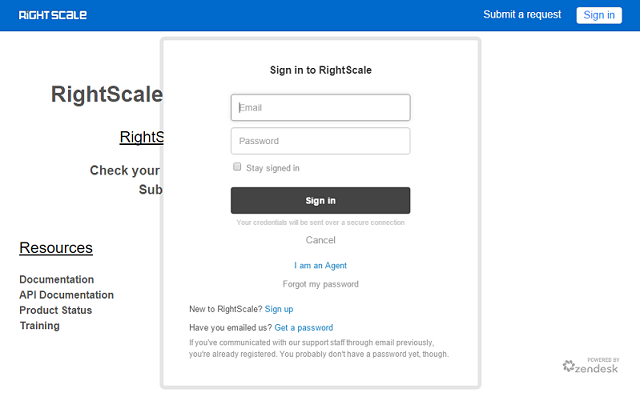 RIGHTSCALE
Submit a request
Sign in
Sign in to RightScale
RightScale
Email
RightS
Password
Check your
Stay signed in
Sub
Sign in
Your credentials will be sent over a secure connection
Cancel
Resources
I am an Agent
Documentation
Forgot my password
API Documentation
Product Status
New to RightScale? Sign up
Training
Have you emailed us? Get a password
If you've communicated with our support staff through email previously,
you're already registered. You probably don't have a password yet, though.
POWERED BY
zendesk